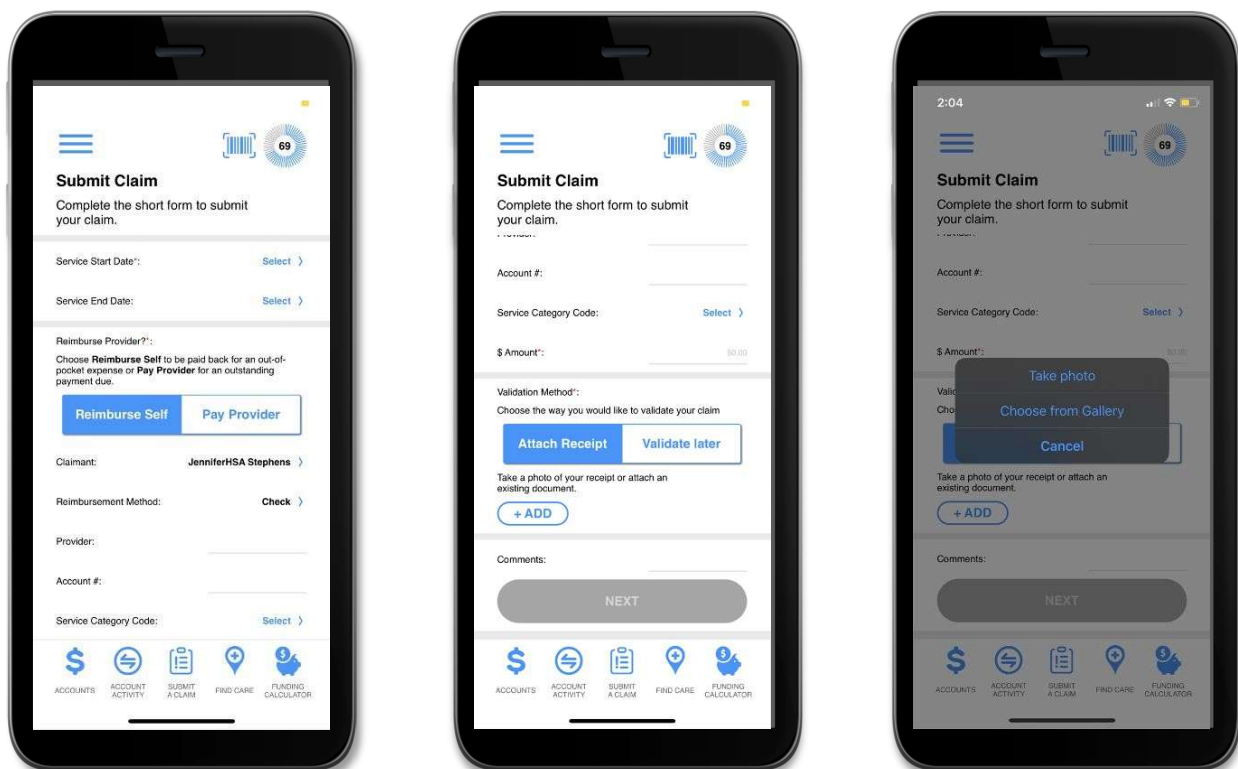 69
Submit Claim
Complete the short form to submit
your claim.
Service Start Date*:
Select >
Service End Date:
Select >
Reimburse Provider?*:
Choose Reimburse Self to be paid back for an out-of-
pocket expense or Pay Provider for an outstanding
payment due.
Reimburse Self
Pay Provider
Claimant:
JenniferHSA Stephens >
Reimbursement Method:
Check >
Provider:
Account #:
Service Category Code:
Select >
ACCOUNTS
ACCOUNT
ACTIVITY
SUBMIT
A CLAIM
FIND CARE
FUNDING
CALCULATOR
69
Submit Claim
Complete the short form to submit
your claim.
Provider:
Account #:
Service Category Code:
Select >
$ Amount*:
$0.00
Validation Method*:
Choose the way you would like to validate your claim
Attach Receipt
Validate later
Take a photo of your receipt or attach an
existing document.
+ ADD
Comments:
NEXT
ACCOUNTS
ACCOUNT
ACTIVITY
SUBMIT
A CLAIM
FIND CARE
FUNDING
CALCULATOR
2:04
69
Submit Claim
Complete the short form to submit
your claim.
Provider:
Account #:
Service Category Code:
Select >
$ Amount*:
$0.00
Take photo
Choose from Gallery
Cancel
Take a photo of your receipt or attach an
existing document.
+ ADD
Comments:
NEXT
ACCOUNTS
ACCOUNT
ACTIVITY
SUBMIT
A CLAIM
FIND CARE
FUNDING
CALCULATOR